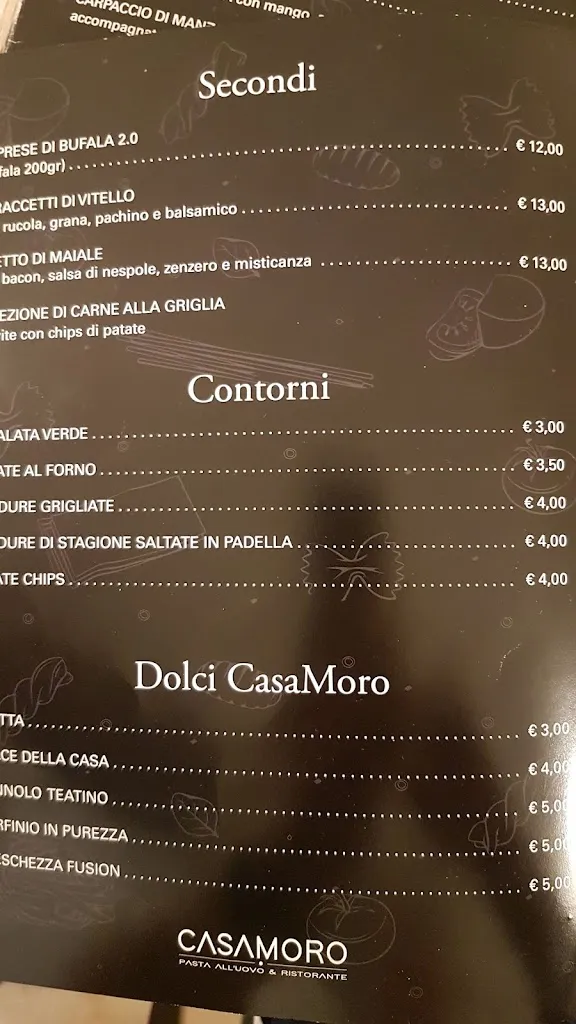 CARPACCIO DI MANZ
accompagnat
con mango
Secondi
PRESE DI BUFALA 2.0
fala 200gr) € 12,00
RACCETTI DI VITELLO
rucola, grana, pachino e balsamico € 13,00
ETTO DI MAIALE
bacon, salsa di nespole, zenzero e misticanza € 13,00
EZIONE DI CARNE ALLA GRIGLIA
ite con chips di patate
Contorni
ALATA VERDE € 3,00
ATE AL FORNO € 3,50
DURE GRIGLIATE € 4,00
DURE DI STAGIONE SALTATE IN PADELLA € 4,00
ATE CHIPS € 4,00
Dolci CasaMoro
TTA € 3,00
CE DELLA CASA € 4,00
NOLO TEATINO € 5,00
RFINIO IN PUREZZA € 5,00
ESCHEZZA FUSION € 5,00
CASAMORO
PASTA ALL'UOVO & RISTORANTE